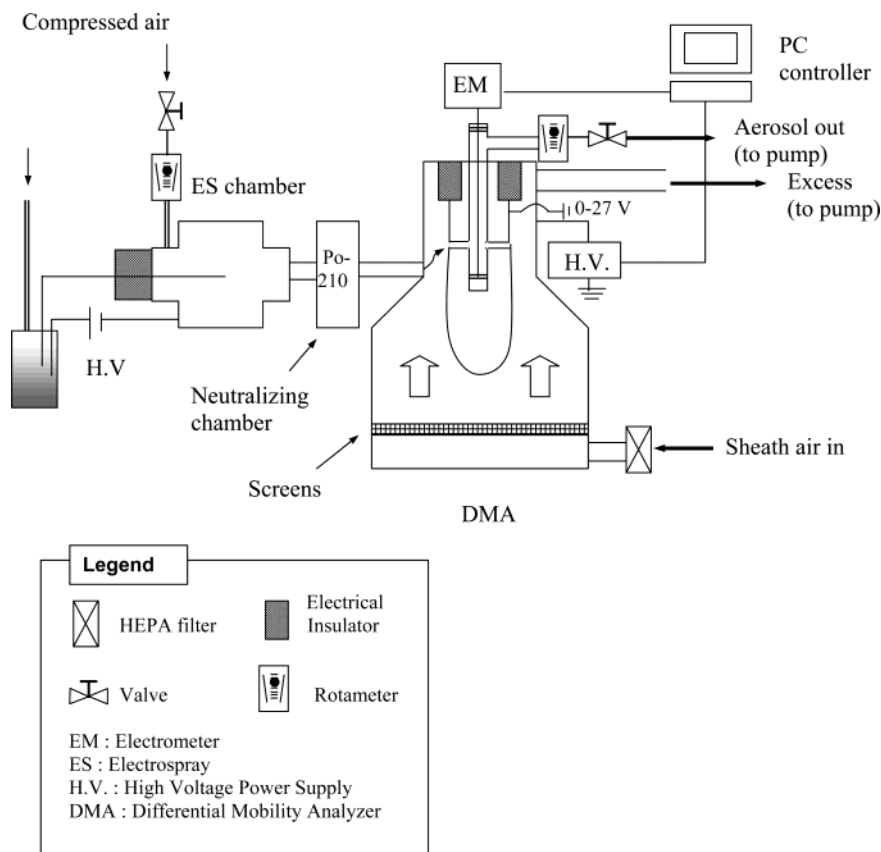 Compressed air
EM
PC
controller
ES chamber
Aerosol out
(to pump)
Excess
(to pump)
0-27 V
Po-
210
H.V.
H.V
Neutralizing
chamber
Screens
Sheath air in
DMA
Legend
HEPA filter
Electrical
Insulator
Valve
Rotameter
EM : Electrometer
ES : Electrospray
H.V. : High Voltage Power Supply
DMA : Differential Mobility Analyzer